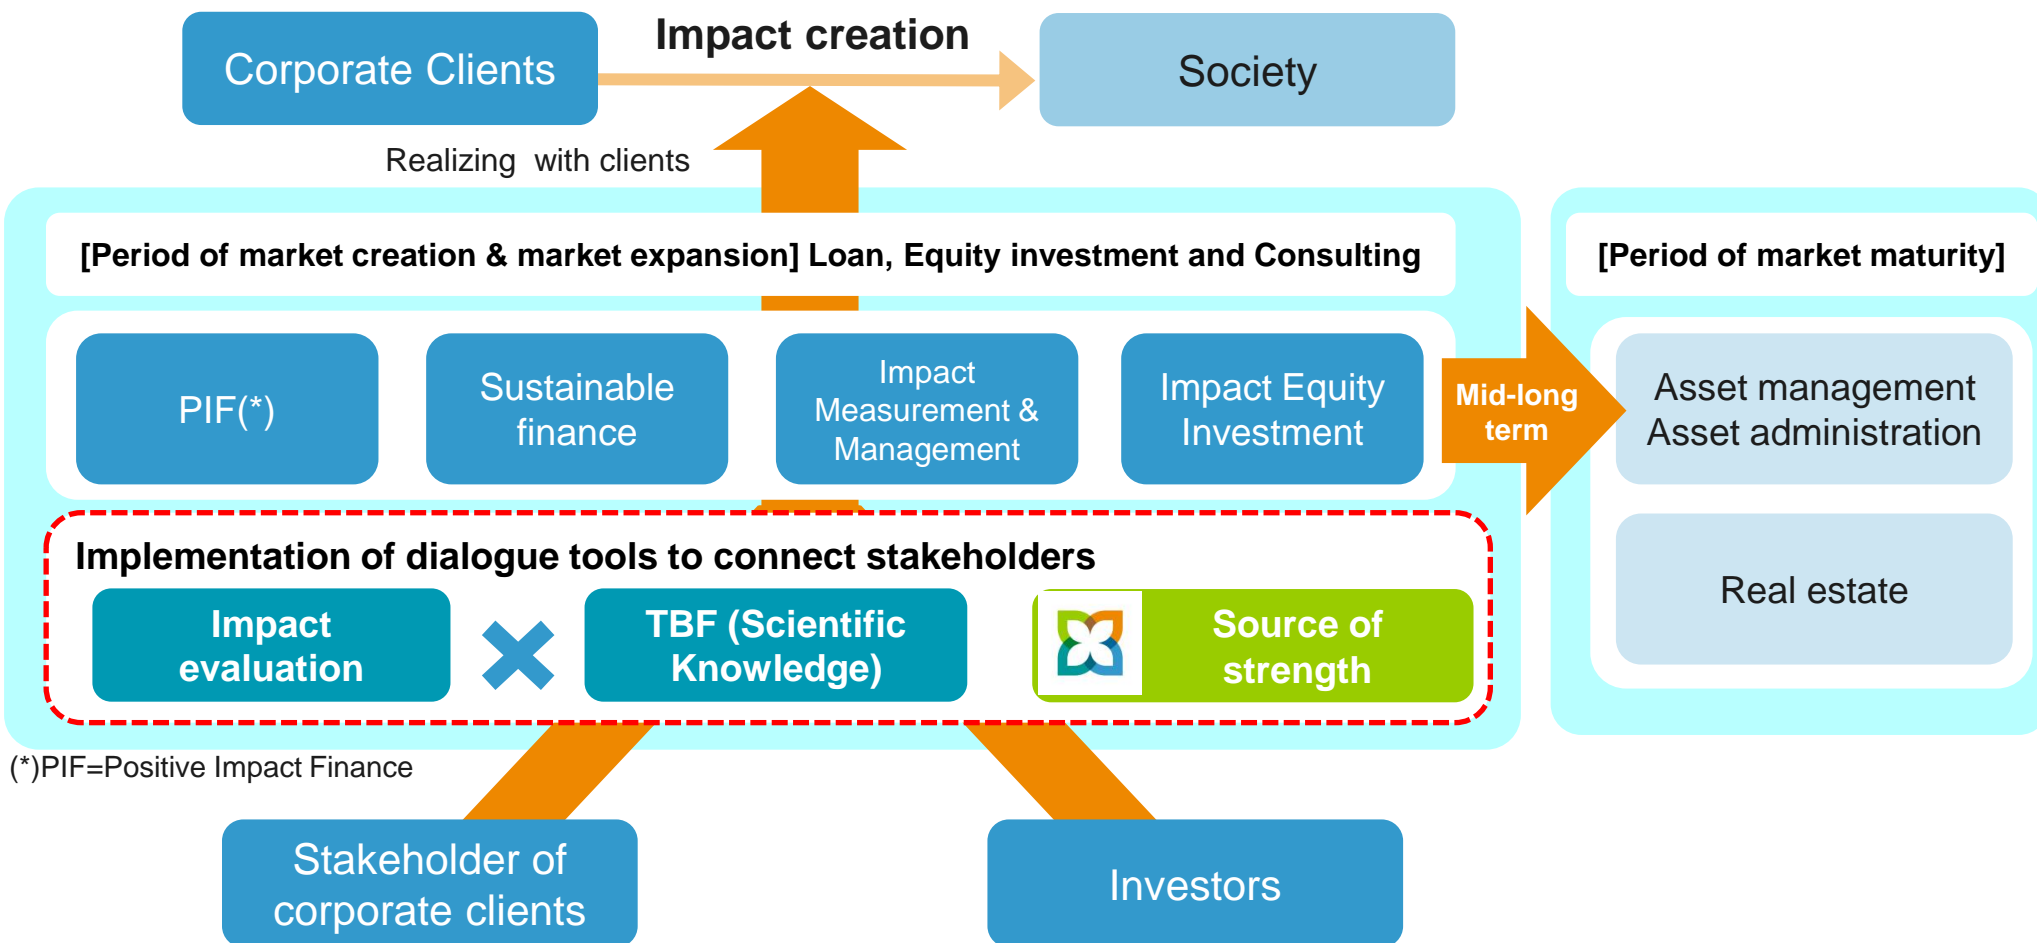 Impact creation
Corporate Clients
Society
Realizing with clients
[Period of market creation & market expansion] Loan, Equity investment and Consulting
[Period of market maturity]
PIF(*)
Sustainable
finance
Impact
Measurement &
Management
Impact Equity
Investment
Mid-long
term
Asset management
Asset administration
Real estate
Implementation of dialogue tools to connect stakeholders
Impact
evaluation
TBF (Scientific
Knowledge)
Source of
strength
(*)PIF=Positive Impact Finance
Stakeholder of
corporate clients
Investors